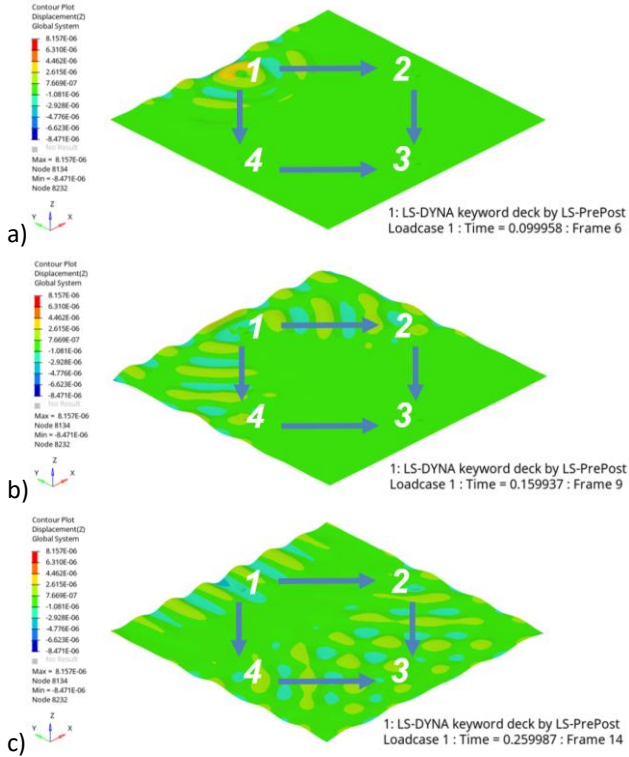 Contour Plot
Displacement(Z)
Global System
8.157E-06
6.310E-06
4.462E-06
2.615E-06
7.669E-07
-1.081E-06
-2.928E-06
-4.776E-06
-6.623E-06
-8.471E-06
No Result
Max = 8.157E-06
Node 8134
Min = -8.471E-06
Node 8232
Z
Y X
a)
1 2
4 3
1: LS-DYNA keyword deck by LS-PrePost
Loadcase 1 : Time = 0.099958 : Frame 6
Contour Plot
Displacement(Z)
Global System
8.157E-06
6.310E-06
4.462E-06
2.615E-06
7.669E-07
-1.081E-06
-2.928E-06
-4.776E-06
-6.623E-06
-8.471E-06
No Result
Max = 8.157E-06
Node 8134
Min = -8.471E-06
Node 8232
Z
Y X
b)
1 2
4 3
1: LS-DYNA keyword deck by LS-PrePost
Loadcase 1 : Time = 0.159937 : Frame 9
Contour Plot
Displacement(Z)
Global System
8.157E-06
6.310E-06
4.462E-06
2.615E-06
7.669E-07
-1.081E-06
-2.928E-06
-4.776E-06
-6.623E-06
-8.471E-06
No Result
Max = 8.157E-06
Node 8134
Min = -8.471E-06
Node 8232
Z
Y X
c)
1 2
4 3
1: LS-DYNA keyword deck by LS-PrePost
Loadcase 1 : Time = 0.259987 : Frame 14